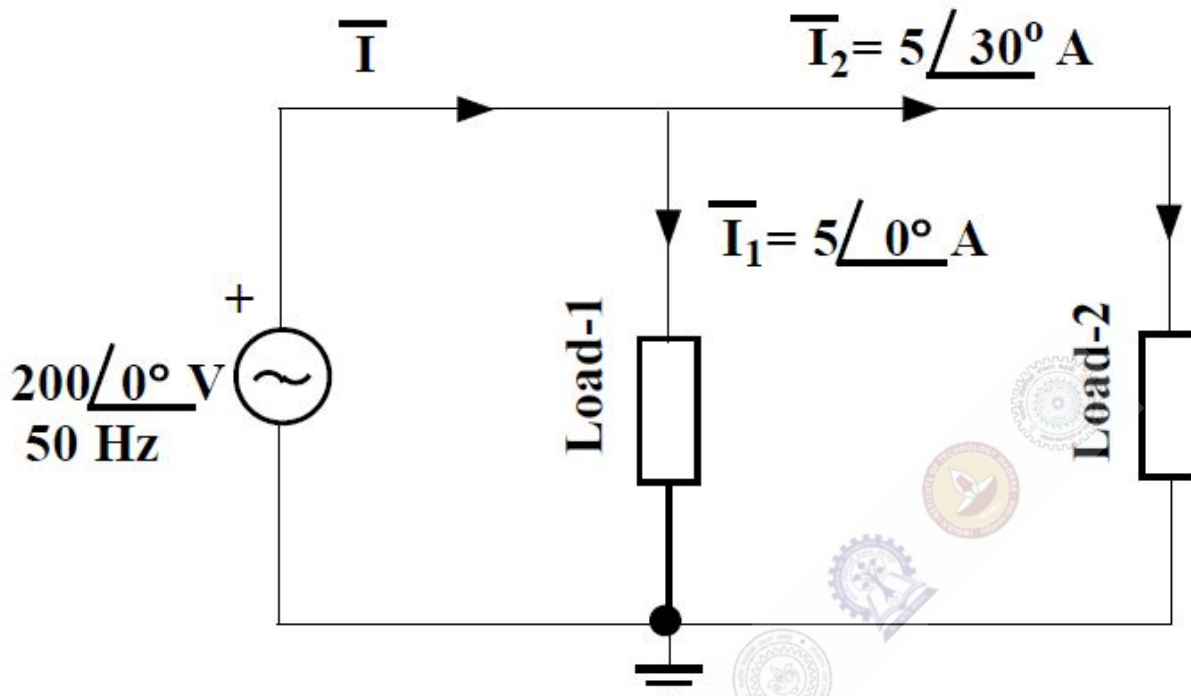 I
I₂= 5/ 30° A
I₁= 5/ 0° A
+
200/ 0° V
50 Hz
Load-1
Load-2